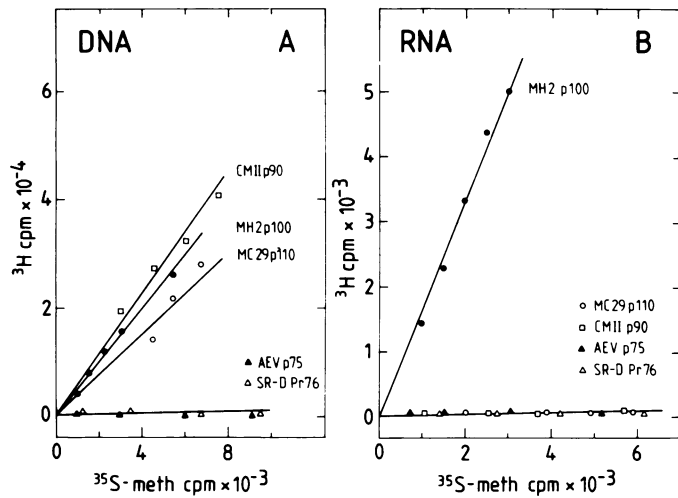 DNA A
6
4
2
0
³H cpm × 10⁻⁴
CMII p90
MH2 p100
MC29 p110
▲ AEV p75
△ SR-D Pr76
0 4 8
³⁵S-meth cpm × 10⁻³
RNA B
5
4
3
2
1
0
³H cpm × 10⁻³
MH2 p100
○ MC29 p110
□ CMII p90
▲ AEV p75
△ SR-D Pr76
0 2 4 6
³⁵S-meth cpm × 10⁻³